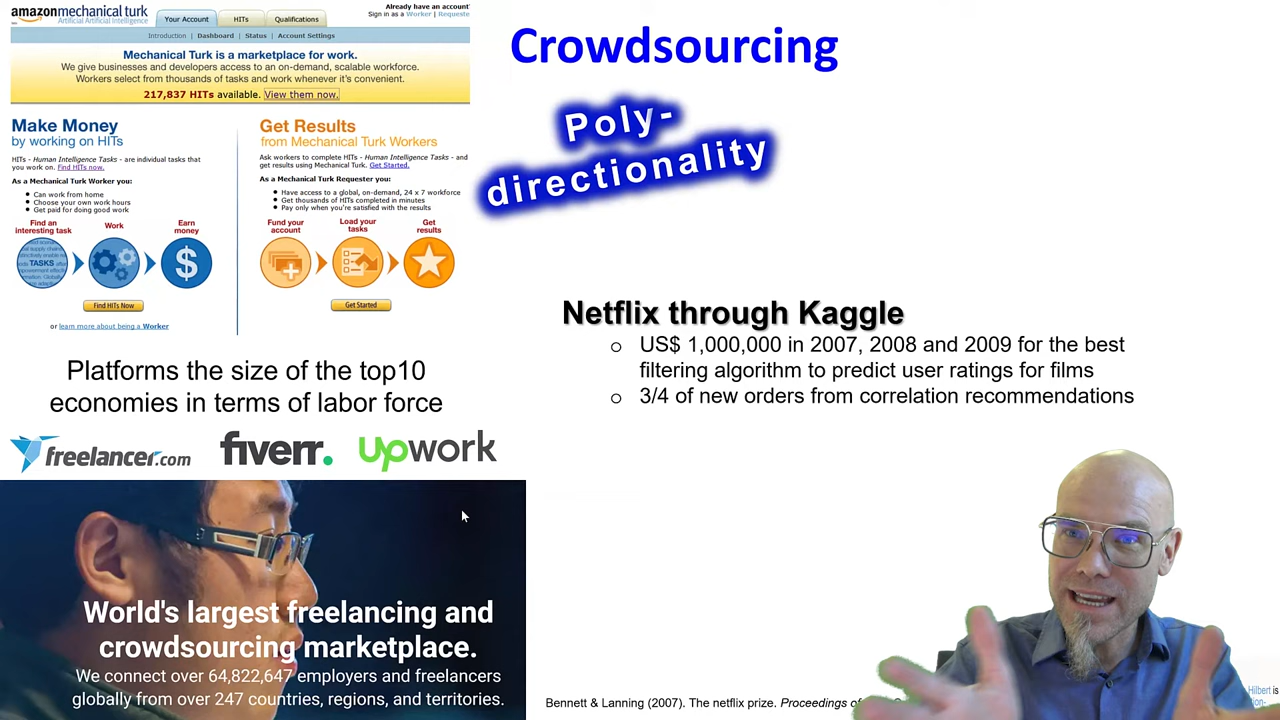 amazonmechanical turk
Artificial Artificial Intelligence
Your Account
HITs
Qualifications
Already have an account?
Sign in as a Worker | Requeste
Introduction | Dashboard | Status | Account Settings
Mechanical Turk is a marketplace for work.
We give businesses and developers access to an on-demand, scalable workforce.
Workers select from thousands of tasks and work whenever it's convenient.
217,837 HITs available. View them now.
Make Money
by working on HITs
HITs - Human Intelligence Tasks - are individual tasks that
you work on. Find HITs now.
As a Mechanical Turk Worker you:
• Can work from home
• Choose your own work hours
• Get paid for doing good work
Find an
interesting task
Work
Earn
money
TASKS
$
Find HITs Now
or learn more about being a Worker
Get Results
from Mechanical Turk Workers
Ask workers to complete HITs - Human Intelligence Tasks - and
get results using Mechanical Turk. Get Started.
As a Mechanical Turk Requester you:
• Have access to a global, on-demand, 24 x 7 workforce
• Get thousands of HITs completed in minutes
• Pay only when you're satisfied with the results
Fund your
account
Load your
tasks
Get
results
Get Started
Crowdsourcing
Poly-
directionality
Netflix through Kaggle
o US$ 1,000,000 in 2007, 2008 and 2009 for the best
filtering algorithm to predict user ratings for films
o 3/4 of new orders from correlation recommendations
Platforms the size of the top10
economies in terms of labor force
freelancer.com
fiverr.
upwork
World's largest freelancing and
crowdsourcing marketplace.
We connect over 64,822,647 employers and freelancers
globally from over 247 countries, regions, and territories.
Bennett & Lanning (2007). The netflix prize. Proceedings of
Hilbert is